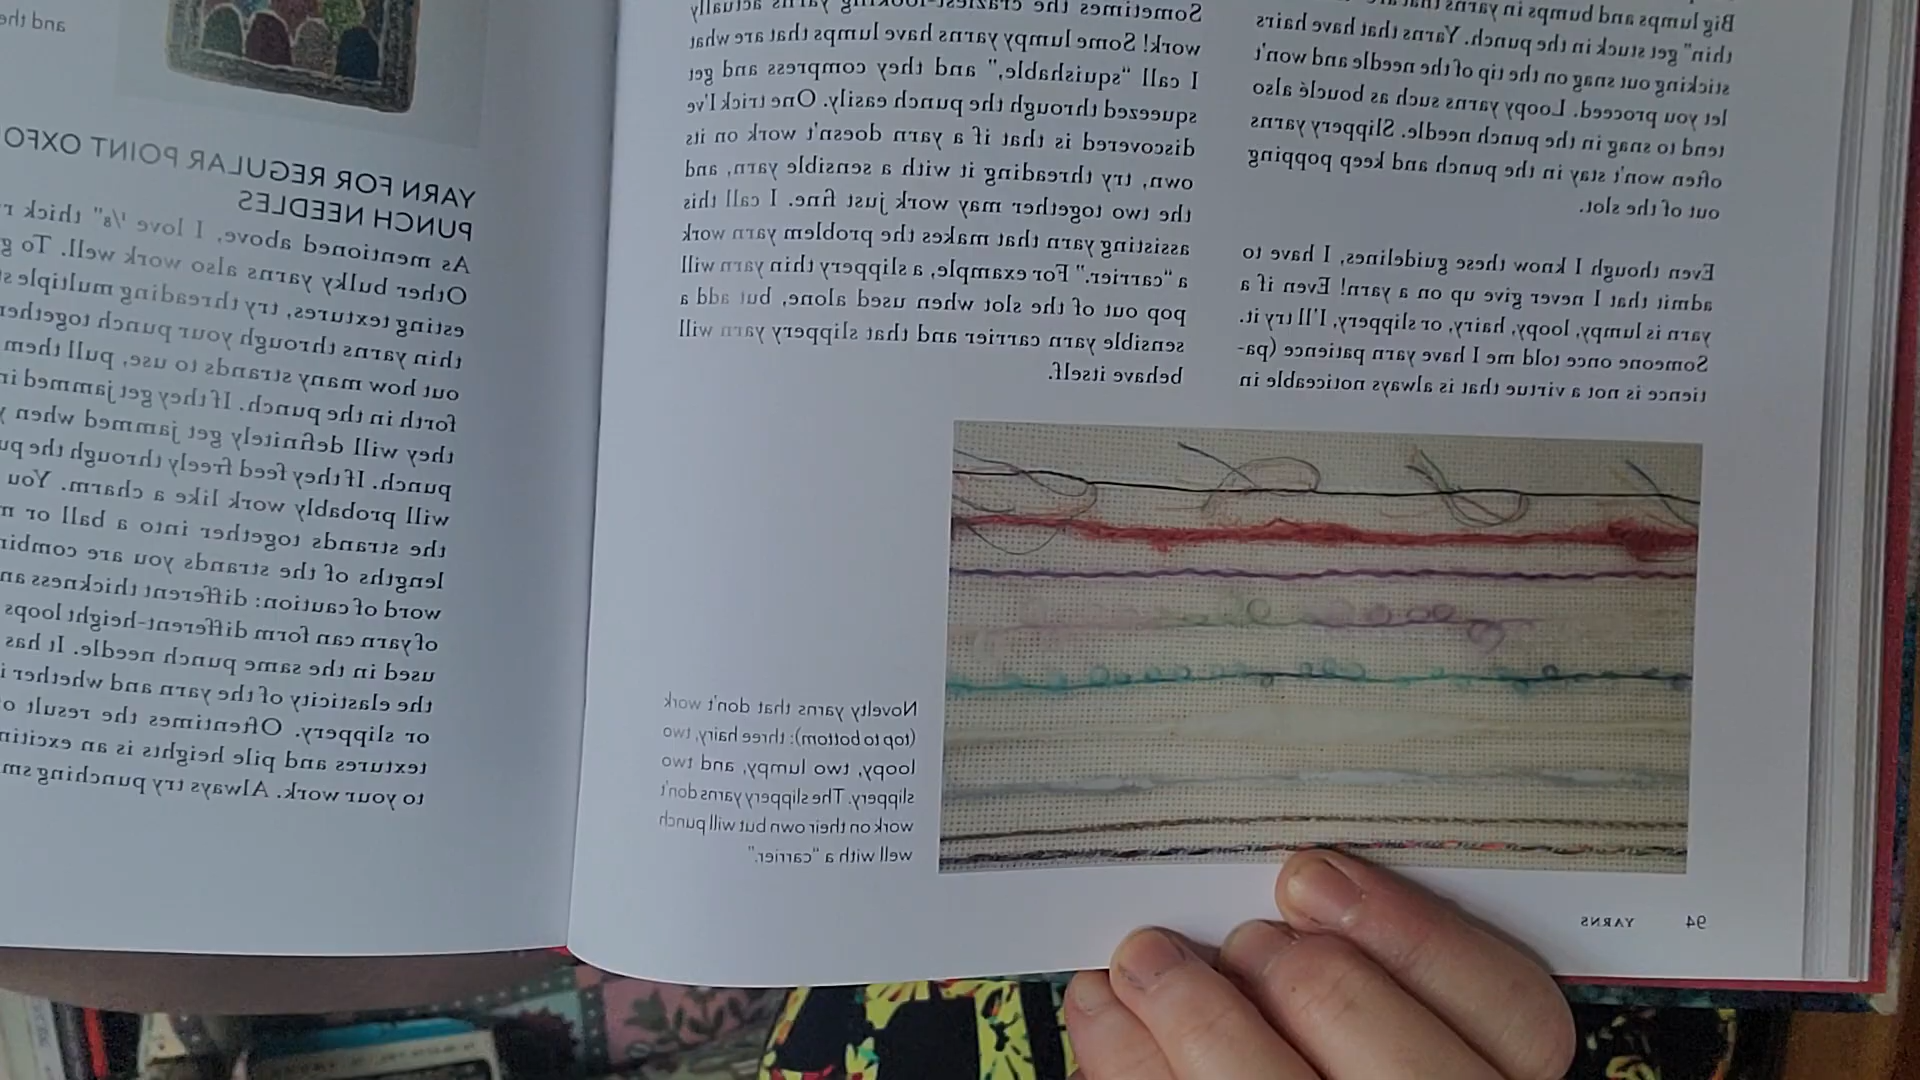 Big lumps and bumps in yarns that are
thin" get stuck in the punch. Yarns that have hairs
sticking out snag on the tip of the needle and won't
let you proceed. Loopy yarns such as bouclé also
tend to snag in the punch needle. Slippery yarns
often won't stay in the punch and keep popping
out of the slot.
Even though I know these guidelines, I have to
admit that I never give up on a yarn! Even if a
yarn is lumpy, loopy, hairy, or slippery, I'll try it.
Someone once told me I have yarn patience (pa-
tience is not a virtue that is always noticeable in
Sometimes the craziest-looking yarns actually
work! Some lumpy yarns have lumps that are what
I call "squishable," and they compress and get
squeezed through the punch easily. One trick I've
discovered is that if a yarn doesn't work on its
own, try threading it with a sensible yarn, and
the two together may work just fine. I call this
assisting yarn that makes the problem yarn work
a "carrier." For example, a slippery thin yarn will
pop out of the slot when used alone, but add a
sensible yarn carrier and that slippery yarn will
behave itself.
Novelty yarns that don't work
(top to bottom): three hairy, two
loopy, two lumpy, and two
slippery. The slippery yarns don't
work on their own but will punch
well with a "carrier."
94 YARNS
and the
YARN FOR REGULAR POINT OXFO
PUNCH NEEDLES
As mentioned above, I love 1/8" thick r
Other bulky yarns also work well. To g
esting textures, try threading multiple s
thin yarns through your punch together
out how many strands to use, pull them
forth in the punch. If they get jammed i
they will definitely get jammed when y
punch. If they feed freely through the pu
will probably work like a charm. You
the strands together into a ball or m
lengths of the strands you are combi
word of caution: different thickness an
of yarn can form different-height loops
used in the same punch needle. It has
the elasticity of the yarn and whether i
or slippery. Oftentimes the result o
textures and pile heights is an excitin
to your work. Always try punching sm